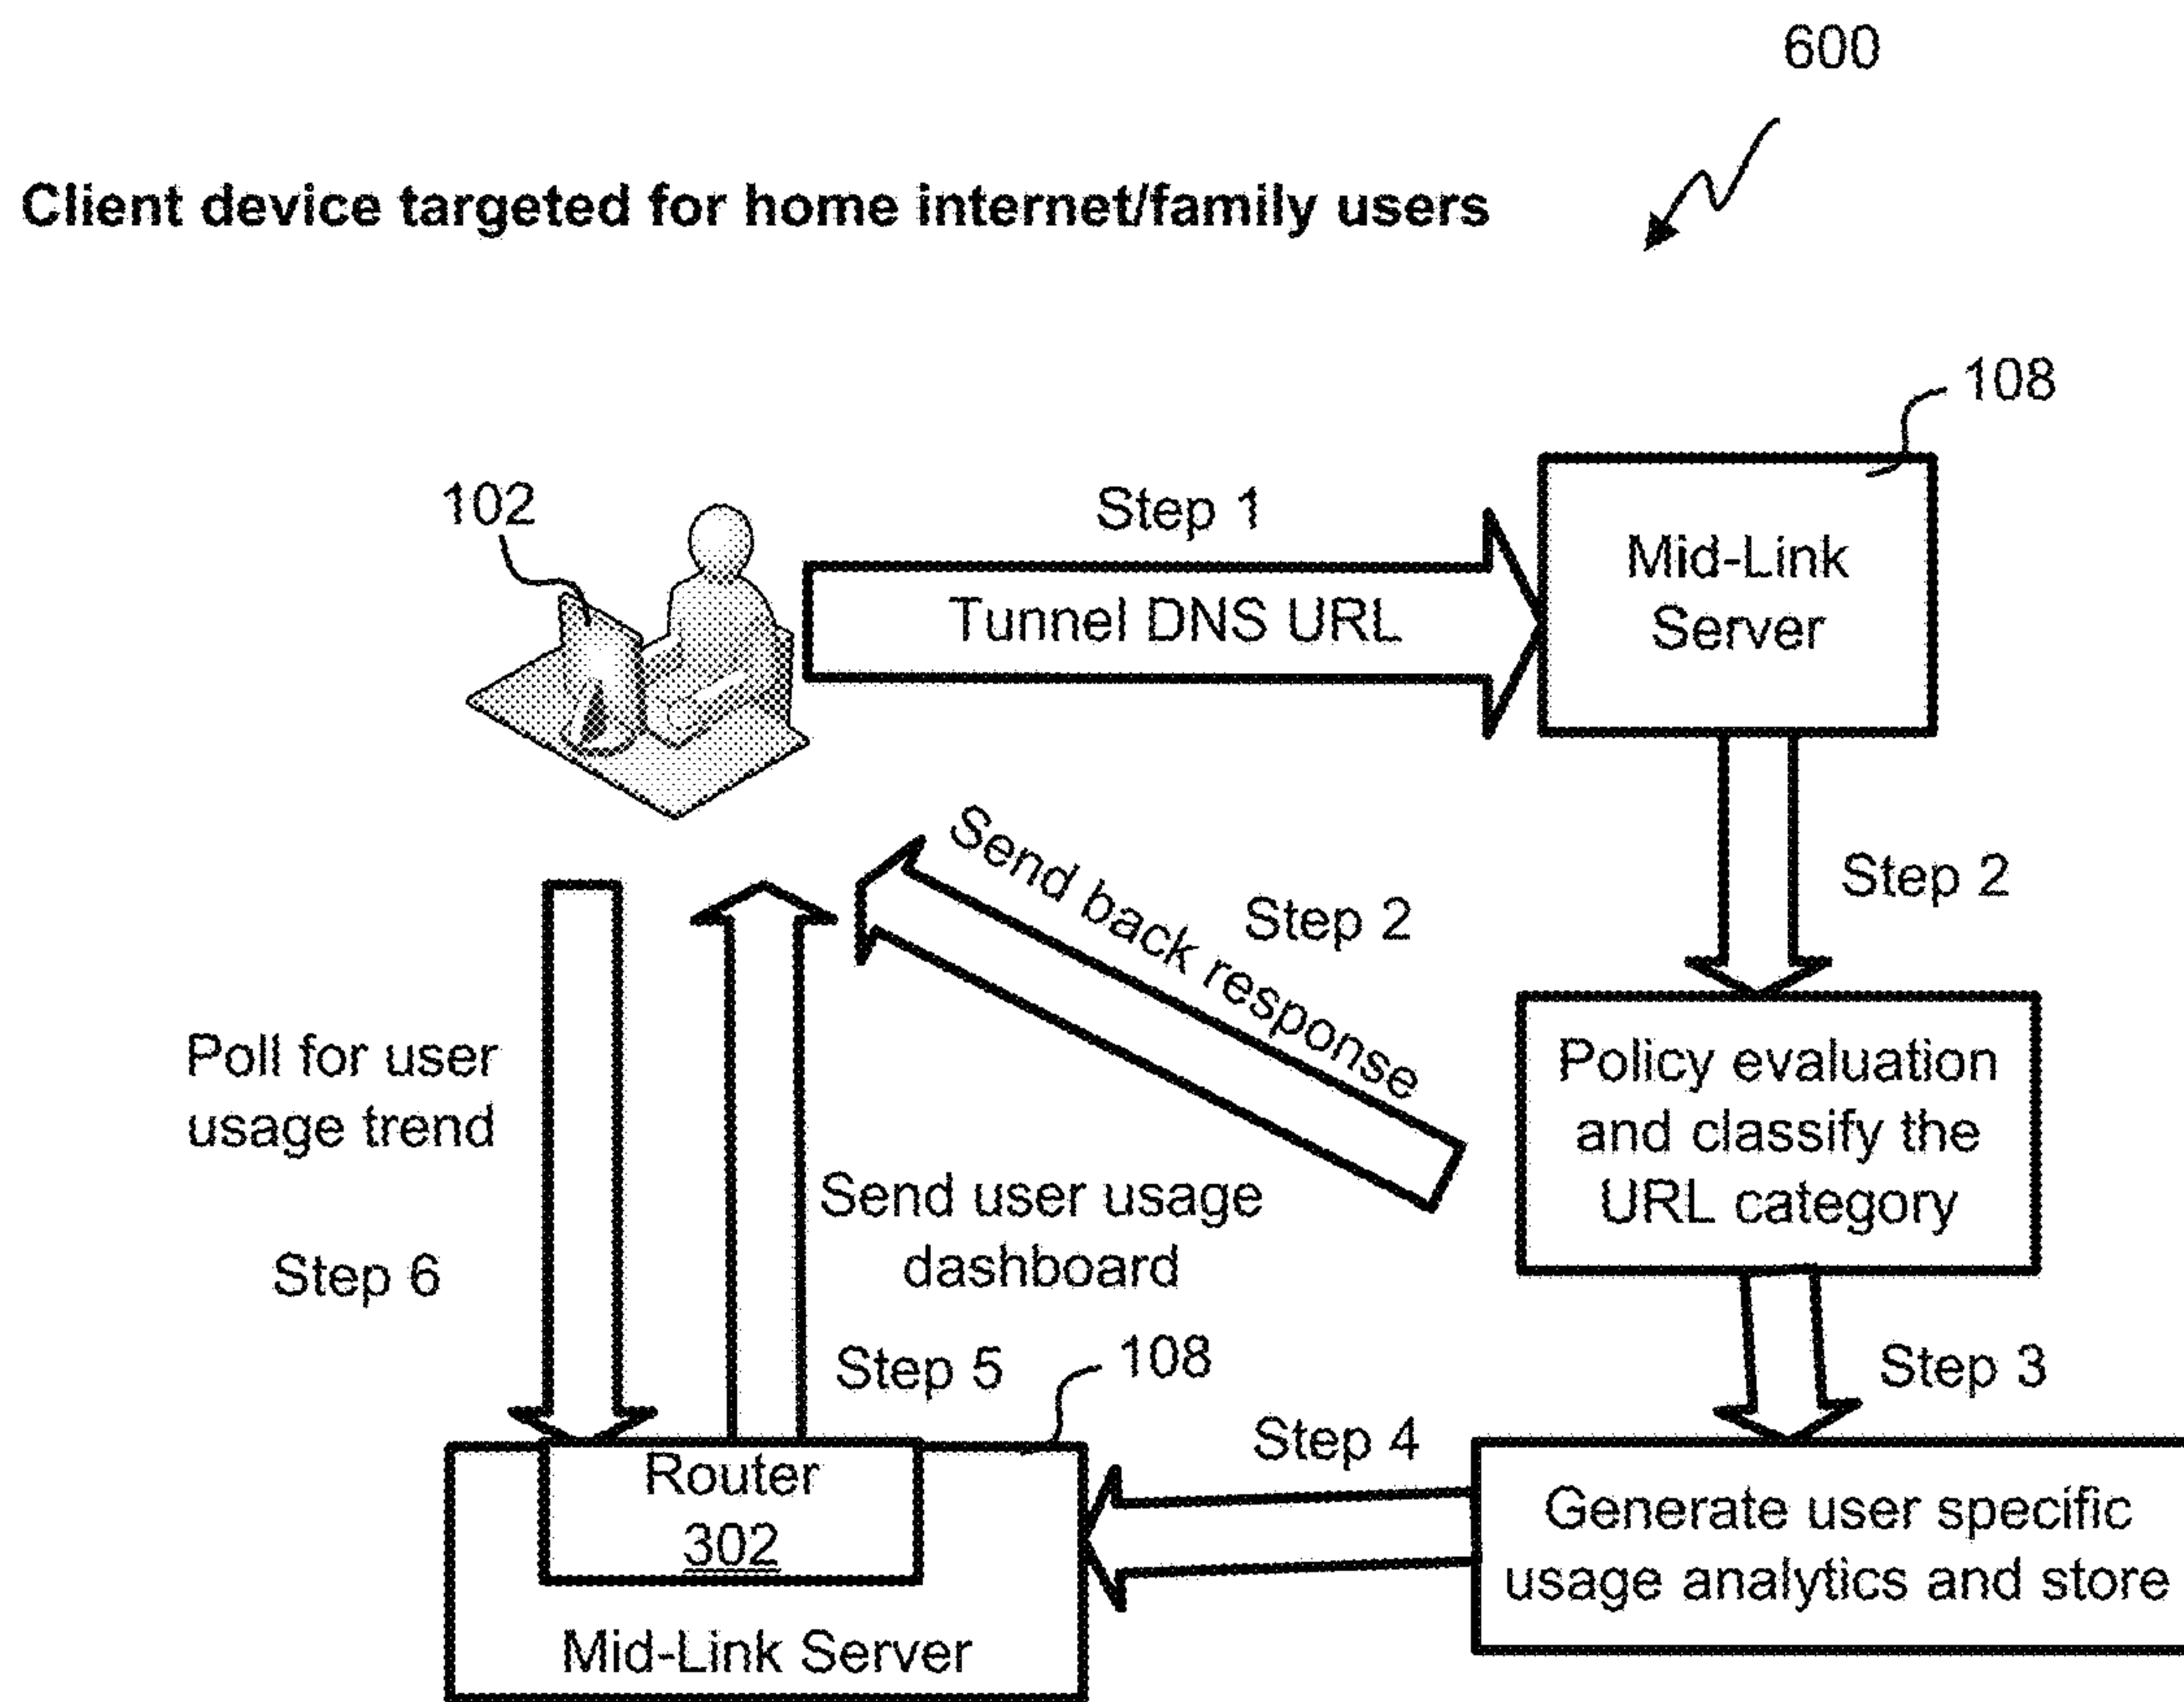 600
Client device targeted for home internet/family users
108
102
Step 1
Tunnel DNS URL
Mid-Link
Server
Step 2
Send back response
Step 2
Policy evaluation
and classify the
URL category
Poll for user
usage trend
Step 6
Send user usage
dashboard
Step 5
108
Step 3
Step 4
Router
302
Mid-Link Server
Generate user specific
usage analytics and store